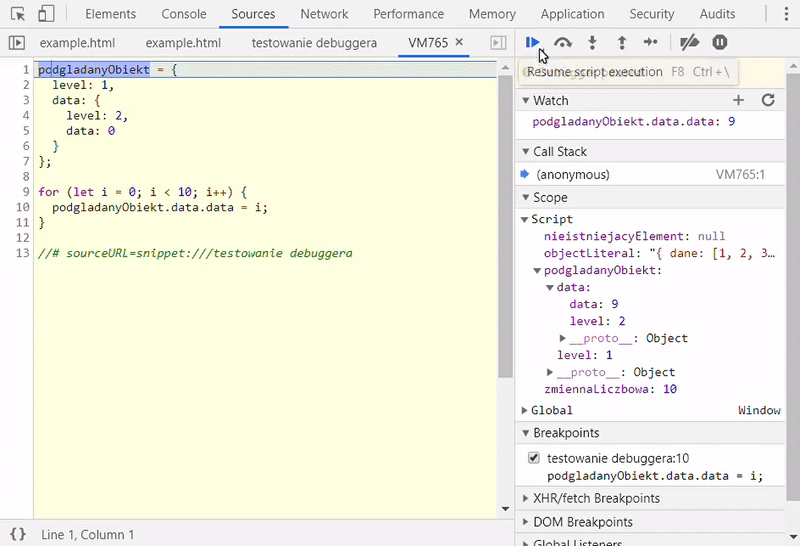 Elements Console Sources Network Performance Memory Application Security Audits
example.html example.html testowanie debuggera VM765 ×
1 podgladanyObiekt = {
2 level: 1,
3 data: {
4 level: 2,
5 data: 0
6 }
7 };
8
9 for (let i = 0; i < 10; i++) {
10 podgladanyObiekt.data.data = i;
11 }
12
13 //# sourceURL=snippet:///testowanie debuggera
{} Line 1, Column 1
Resume script execution F8 Ctrl+\
Watch
podgladanyObiekt.data.data: 9
Call Stack
(anonymous) VM765:1
Scope
Script
nieistniejacyElement: null
objectLiteral: "{ dane: [1, 2, 3…
podgladanyObiekt:
data:
data: 9
level: 2
__proto__: Object
level: 1
__proto__: Object
zmiennaLiczbowa: 10
Global Window
Breakpoints
testowanie debuggera:10
podgladanyObiekt.data.data = i;
XHR/fetch Breakpoints
DOM Breakpoints
Global Listeners